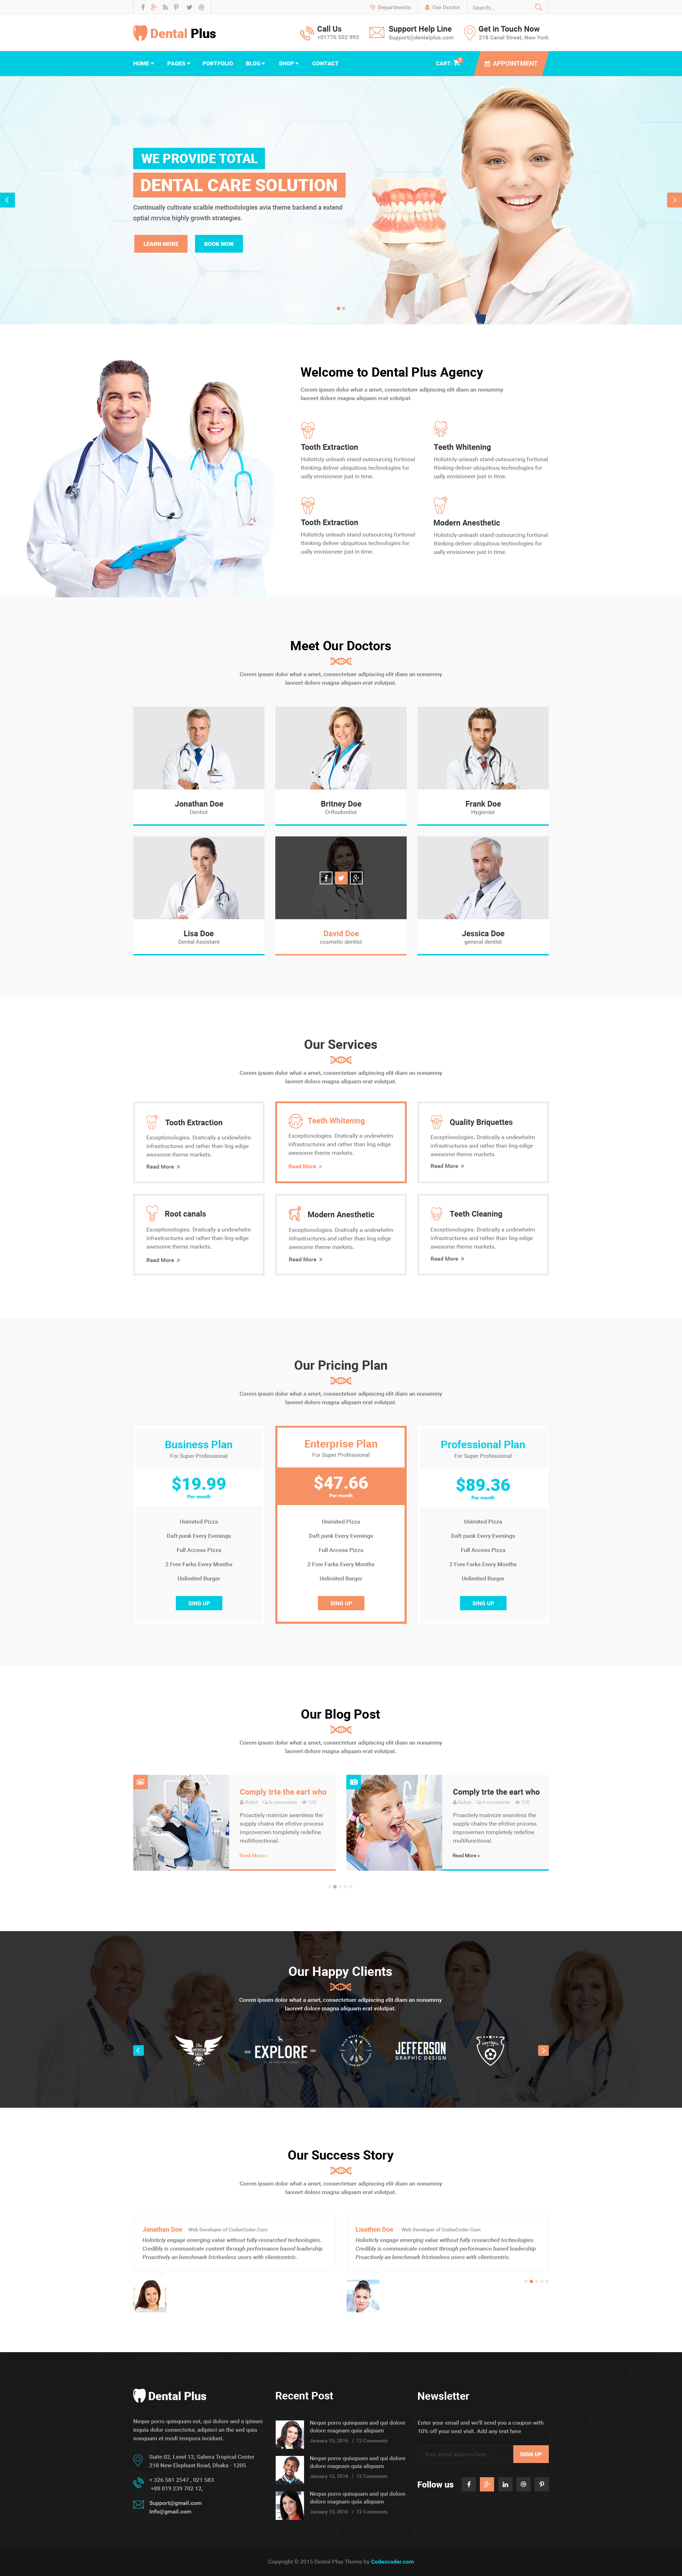 Departments
Our Doctor
Search...
Dental Plus
Call Us
+01776 502 993
Support Help Line
Support@dentalplus.com
Get in Touch Now
218 Canal Street, New York
HOME
PAGES
PORTFOLIO
BLOG
SHOP
CONTACT
CART
APPOINTMENT
WE PROVIDE TOTAL
DENTAL CARE SOLUTION
Continually cultivate scalble methodologies avia theme backend a extend
optial mrvice highly growth strategies.
LEARN MORE
BOOK NOW
Welcome to Dental Plus Agency
Corem ipsum dolor what a amet, consectetuer adipiscing elit diam an nonummy
laoreet dolore magna aliquam erat volutpat.
Tooth Extraction
Holisticly unleash stand outsourcing fortional
thinking deliver ubiquitous technologies for
ually envisioneer just in time.
Teeth Whitening
Holisticly unleash stand outsourcing fortional
thinking deliver ubiquitous technologies for
ually envisioneer just in time.
Tooth Extraction
Holisticly unleash stand outsourcing fortional
thinking deliver ubiquitous technologies for
ually envisioneer just in time.
Modern Anesthetic
Holisticly unleash stand outsourcing fortional
thinking deliver ubiquitous technologies for
ually envisioneer just in time.
Meet Our Doctors
Corem ipsum dolor what a amet, consectetuer adipiscing elit diam an nonummy
laoreet dolore magna aliquam erat volutpat.
Jonathan Doe
Dentist
Britney Doe
Orthodontist
Frank Doe
Hygienist
Lisa Doe
Dental Assistant
David Doe
cosmetic dentist
Jessica Doe
general dentist
Our Services
Corem ipsum dolor what a amet, consectetuer adipiscing elit diam an nonummy
laoreet dolore magna aliquam erat volutpat.
Tooth Extraction
Exceptionologies. Dratically a undewhelm
infrastructures and rather than ling edige
awesome theme markets.
Read More »
Teeth Whitening
Exceptionologies. Dratically a undewhelm
infrastructures and rather than ling edige
awesome theme markets.
Read More »
Quality Briquettes
Exceptionologies. Dratically a undewhelm
infrastructures and rather than ling edige
awesome theme markets.
Read More »
Root canals
Exceptionologies. Dratically a undewhelm
infrastructures and rather than ling edige
awesome theme markets.
Read More »
Modern Anesthetic
Exceptionologies. Dratically a undewhelm
infrastructures and rather than ling edige
awesome theme markets.
Read More »
Teeth Cleaning
Exceptionologies. Dratically a undewhelm
infrastructures and rather than ling edige
awesome theme markets.
Read More »
Our Pricing Plan
Corem ipsum dolor what a amet, consectetuer adipiscing elit diam an nonummy
laoreet dolore magna aliquam erat volutpat.
Business Plan
For Super Professional
$19.99
Per month
Unimited Pizza
Daft punk Every Evenings
Full Access Pizza
2 Free Farks Every Months
Unlimited Burger
SING UP
Enterprise Plan
For Super Professional
$47.66
Per month
Unimited Pizza
Daft punk Every Evenings
Full Access Pizza
2 Free Farks Every Months
Unlimited Burger
SING UP
Professional Plan
For Super Professinnal
$89.36
Per month
Unimited Pizza
Daft punk Every Evenings
Full Access Pizza
2 Free Farks Every Months
Unlimited Burger
SING UP
Our Blog Post
Corem ipsum dolor what a amet, consectetuer adipiscing elit diam an nonummy
laoreet dolore magna aliquam erat volutpat.
Comply trte the eart who
Robot 6 comments
Proactiely maimize seamless the
supply chains the efctive process
improvemen tompletely redefine
multifunctional.
Read More »
Comply trte the eart who
Robot 6 comments
Proactiely maimize seamless the
supply chains the efctive process
improvemen tompletely redefine
multifunctional.
Read More »
Our Happy Clients
Corem ipsum dolor what a amet, consectetuer adipiscing elit diam an nonummy
laoreet dolore magna aliquam erat volutpat.
EXPLORE
JEFFERSON
GRAPHIC DESIGN
Our Success Story
Corem ipsum dolor what a amet, consectetuer adipiscing elit diam an nonummy
laoreet dolore magna aliquam erat volutpat.
Jonathan Doe Web Developer of CodexCoder.Com
Holisticly engage emerging value without fully researched technologies.
Credibly is communicate content through performance based leadership
Proactively an benchmark frictionless users with clientcentric.
Lisathon Doe Web Developer of CodexCoder.Com
Holisticly engage emerging value without fully researched technologies.
Credibly is communicate content through performance based leadership
Proactively an benchmark frictionless users with clientcentric.
Dental Plus
Neque porro quisquam est, qui dolore and a ipisum
inquia dolor consectetur, adipisci an the sed quia
nonquam et modi tempora incidunt.
Suite 02, Level 12, Sahera Tropical Center
218 New Elephant Road, Dhaka - 1205
+ 326 581 2547 , 021 583
+88 019 239 702 12,
Support@gmail.com
Info@gmail.com
Recent Post
Neque porro quisquam and qui dolore
dolore magnam quia aliquam
January 15, 2016 / 12 Comments
Neque porro quisquam and qui dolore
dolore magnam quia aliquam
January 15, 2016 / 12 Comments
Neque porro quisquam and qui dolore
dolore magnam quia aliquam
January 15, 2016 / 12 Comments
Newsletter
Enter your email and we'll send you a coupon with
10% off your next visit. Add any text here
Your email address here...
SIGN UP
Follow us
Copyright © 2015 Dental Plus Theme by Codexcoder.com